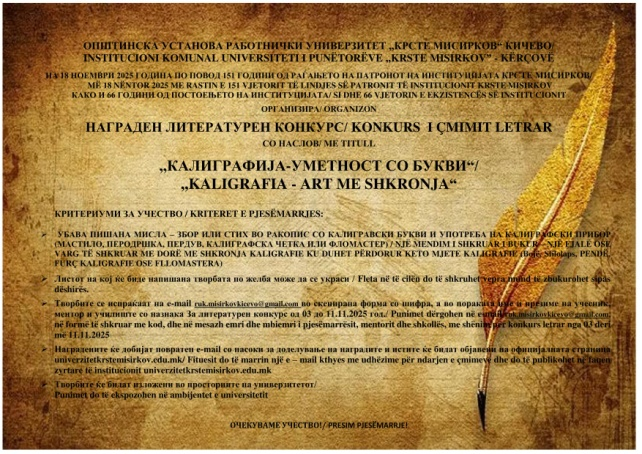 ОПШТИНСКА УСТАНОВА РАБОТНИЧКИ УНИВЕРЗИТЕТ „КРСТЕ МИСИРКОВ“ КИЧЕВО/
INSTITUCIONI KOMUNAL UNIVERSITETI I PUNËTORËVE „KRSTE MISIRKOV" - KËRÇOVË
НА 18 НОЕМВРИ 2025 ГОДИНА ПО ПОВОД 151 ГОДИНИ ОД РАЃАЊЕТО НА ПАТРОНОТ НА ИНСТИТУЦИЈАТА КРСТЕ МИСИРКОВ/
MË 18 NËNTOR 2025 ME RASTIN E 151 VJETORIT TË LINDJES SË PATRONIT TË INSTITUCIONIT KRSTE MISIRKOV
КАКО И 66 ГОДИНИ ОД ПОСТОЕЊЕТО НА ИНСТИТУЦИЈАТА/ SI DHE 66 VJETORIN E EKZISTENCËS SË INSTITUCIONIT
ОРГАНИЗИРА/ ORGANIZON
НАГРАДЕН ЛИТЕРАТУРЕН КОНКУРС/ KONKURS I ÇMIMIT LETRAR
СО НАСЛОВ/ ME TITULL
„КАЛИГРАФИЈА-УМЕТНОСТ СО БУКВИ“/
„KALIGRAFIA - ART ME SHKRONJA“
КРИТЕРИУМИ ЗА УЧЕСТВО / KRITERET E PJESËMARRJES:
УБАВА ПИШАНА МИСЛА – ЗБОР ИЛИ СТИХ ВО РАКОПИС СО КАЛИГРАВСКИ БУКВИ И УПОТРЕБА НА КАЛИГРАФСКИ ПРИБОР
(МАСТИЛО, ПЕРОДРШКА, ПЕРДУВ, КАЛИГРАФСКА ЧЕТКА ИЛИ ФЛОМАСТЕР) / NJË MENDIM I SHKRUAR I BUKER – NJË FJALË OSE
VARG TË SHKRUAR ME DORË ME SHKRONJA KALIGRAFIE KU DUHET PËRDORUR KETO MJETE KALIGRAFIE (Bojë, PENDË,
FURÇ KALIGRAFIE OSE FLLOMASTERA)
Листот на кој ќе биде напишана творбата по желба може да се украси / Fleta në të cilën do të shkruhet vepra mund të zbukurohet sipas
dëshirës.
Творбите се испраќаат на e-mail ruk.misirkovkicevo@gmail.com во скенирана форма со шифра, а во пораката име и презиме на ученик,
ментор и училиште со назнака За литературен конкурс од 03 до 11.11.2025 год./ Punimet dërgohen në email ruk.misirkovkicevo@gmail.com;
në formë të shkruar me kod, dhe në mesazh emri dhe mbiemri i pjesëmarrësit, mentorit dhe shkollës, me shënim për konkurs letrar nga 03 deri
më 11.11.2025
Наградените ќе добијат повратен e-mail со насоки за доделување на наградите и истите ќе бидат објавени на официјалната страница
univerzitetkrstemisirkov.edu.mk/ Fituesit do të marrin një e – mail kthyes me udhëzime për ndarjen e çmimeve dhe do të publikohet në faqen
zyrtare të institucionit univerzitetkrstemisirkov.edu.mk
Творбите ќе бидат изложени во просториите на универзитетот/
Punimet do të ekspozohen në ambijentet e universitetit
ОЧЕКУВАМЕ УЧЕСТВО!/ PRESIM PJESËMARRJE!